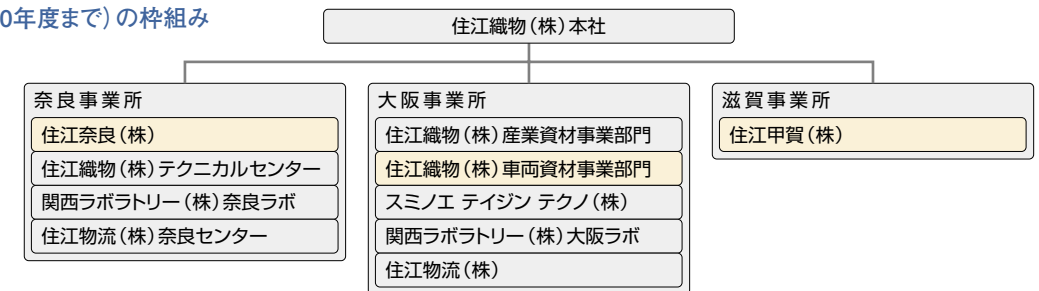 0年度まで）の枠組み
住江織物（株）本社
奈良事業所
住江奈良（株）
住江織物（株）テクニカルセンター
関西ラボラトリー（株）奈良ラボ
住江物流（株）奈良センター
大阪事業所
住江織物（株）産業資材事業部門
住江織物（株）車両資材事業部門
スミノエ テイジン テクノ（株）
関西ラボラトリー（株）大阪ラボ
住江物流（株）
滋賀事業所
住江甲賀（株）